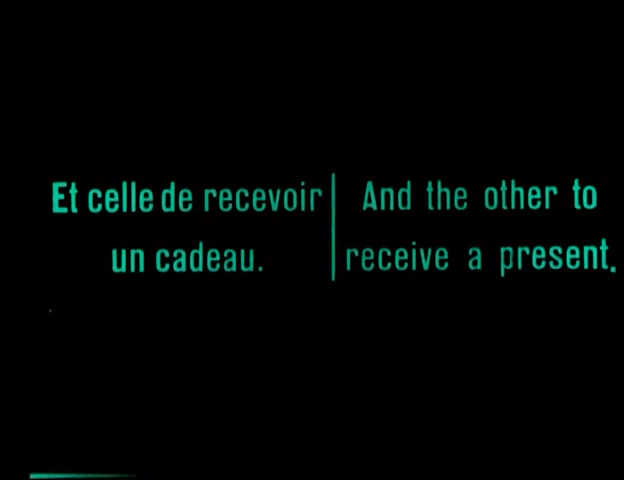 Et celle de recevoir
un cadeau.
And the other to
receive a present.